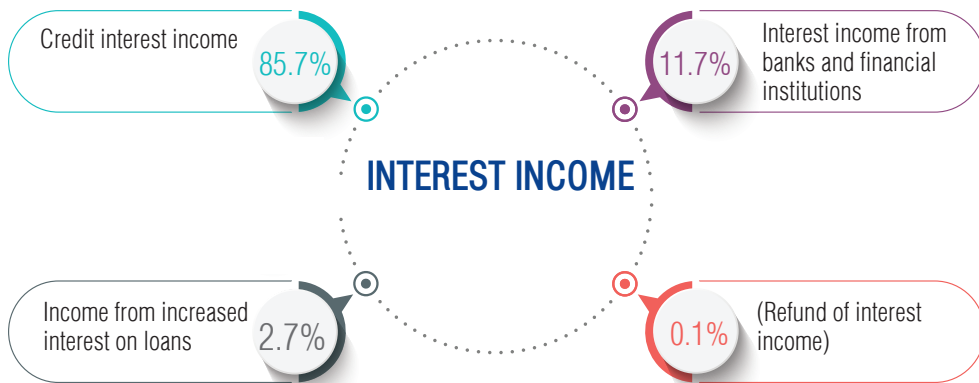 Credit interest income
85.7%
11.7%
Interest income from
banks and financial
institutions
INTEREST INCOME
Income from increased
interest on loans
2.7%
0.1%
(Refund of interest
income)